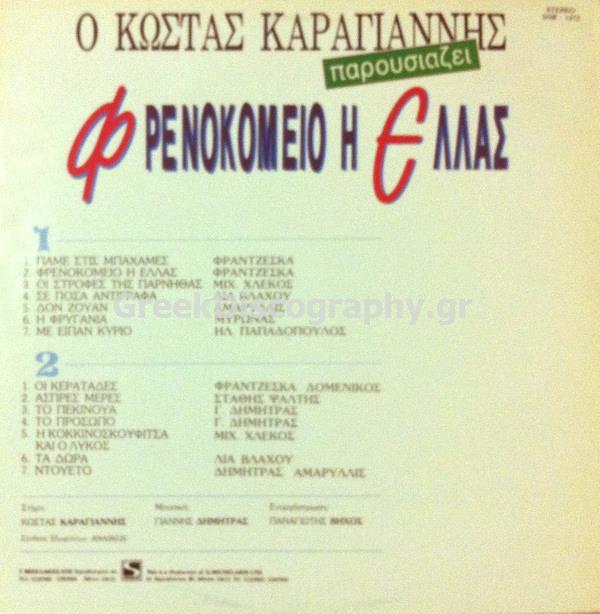 Ο ΚΩΣΤΑΣ ΚΑΡΑΓΙΑΝΝΗΣ
STEREO
παρουσιαζει
ΦΡΕΝΟΚΟΜΕΙΟ Η ΕΛΛΑΣ
1
1. ΠΑΜΕ ΣΤΙΣ ΜΠΑΧΑΜΕΣ ΦΡΑΝΤΖΕΣΚΑ
2. ΦΡΕΝΟΚΟΜΕΙΟ Η ΕΛΛΑΣ ΦΡΑΝΤΖΕΣΚΑ
3. ΟΙ ΣΤΡΟΦΕΣ ΤΗΣ ΠΑΡΝΗΘΑΣ ΜΙΧ. ΧΛΕΚΟΣ
4. ΣΕ ΠΟΣΑ ΑΝΤΙΓΡΑΦΑ ΛΙΑ ΒΛΑΧΟΥ
5. ΔΟΝ ΖΟΥΑΝ
6. Η ΦΡΥΓΑΝΙΑ ΜΥΡΩΝΑΣ
7. ΜΕ ΕΙΠΑΝ ΚΥΡΙΟ ΗΛ. ΠΑΠΑΔΟΠΟΥΛΟΣ
GreekDiscography.gr
2
1. ΟΙ ΚΕΡΑΤΑΔΕΣ ΦΡΑΝΤΖΕΣΚΑ ΔΟΜΕΝΙΚΟΣ
2. ΑΣΠΡΕΣ ΜΕΡΕΣ ΣΤΑΘΗΣ ΨΑΛΤΗΣ
3. ΤΟ ΠΕΚΙΝΟΥΑ Γ. ΔΗΜΗΤΡΑΣ
4. ΤΟ ΠΡΟΣΩΠΟ Γ. ΔΗΜΗΤΡΑΣ
5. Η ΚΟΚΚΙΝΟΣΚΟΥΦΙΤΣΑ ΜΙΧ. ΧΛΕΚΟΣ
ΚΑΙ Ο ΛΥΚΟΣ
6. ΤΑ ΔΩΡΑ ΛΙΑ ΒΛΑΧΟΥ
7. ΝΤΟΥΕΤΟ ΔΗΜΗΤΡΑΣ ΑΜΑΡΥΛΛΙΣ
Στίχοι: Μουσική: Ενορχήστρωση:
ΚΩΣΤΑΣ ΚΑΡΑΓΙΑΝΝΗΣ ΓΙΑΝΝΗΣ ΔΗΜΗΤΡΑΣ ΠΑΝΑΓΙΩΤΗΣ ΒΗΧΟΣ
S